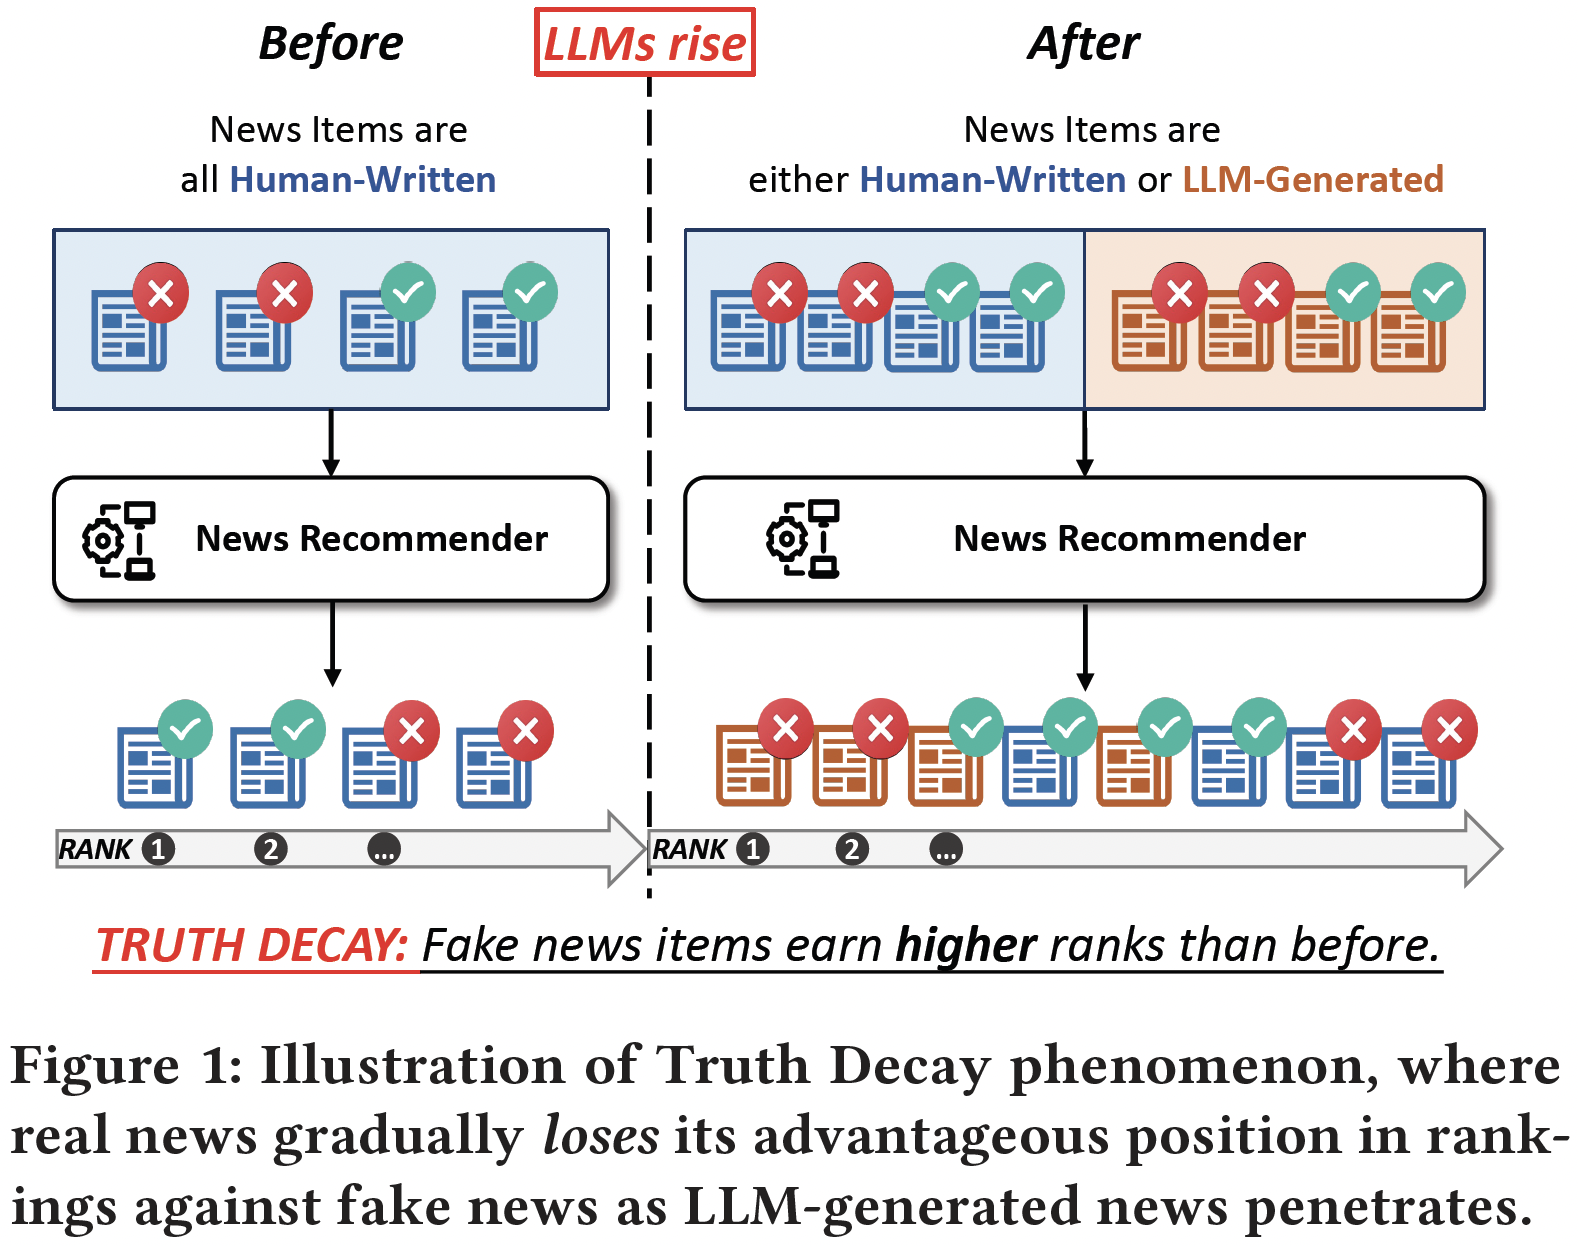 Before
LLMs rise
After
News Items are
all Human-Written
News Items are
either Human-Written or LLM-Generated
News Recommender
News Recommender
RANK 1 2 ...
RANK 1 2 ...
TRUTH DECAY: Fake news items earn higher ranks than before.
Figure 1: Illustration of Truth Decay phenomenon, where
real news gradually loses its advantageous position in rank-
ings against fake news as LLM-generated news penetrates.